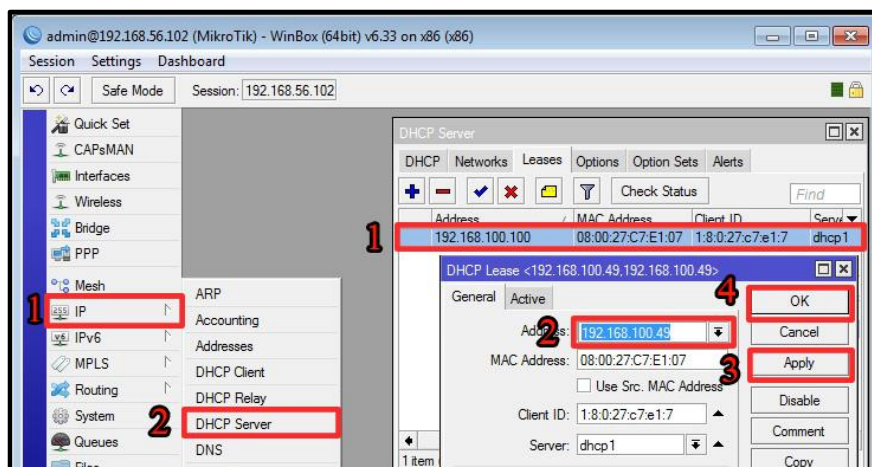 admin@192.168.56.102 (MikroTik) - WinBox (64bit) v6.33 on x86 (x86)
Session Settings Dashboard
Safe Mode Session: 192.168.56.102
Quick Set
CAPsMAN
Interfaces
Wireless
Bridge
PPP
Mesh
1 IP
IPv6
MPLS
Routing
System
Queues
Files
ARP
Accounting
Addresses
DHCP Client
DHCP Relay
2 DHCP Server
DNS
DHCP Server
DHCP Networks Leases Options Option Sets Alerts
Check Status Find
Address MAC Address Client ID
1 192.168.100.100 08:00:27:C7:E1:07 1:8:0:27:c7:e1:7 dhcp1
DHCP Lease <192.168.100.49,192.168.100.49>
General Active
Address: 2 192.168.100.49
MAC Address: 08:00:27:C7:E1:07
Use Src. MAC Address
Client ID: 1:8:0:27:c7:e1:7
Server: dhcp1
4 OK
Cancel
3 Apply
Disable
Comment
Copy
1 item